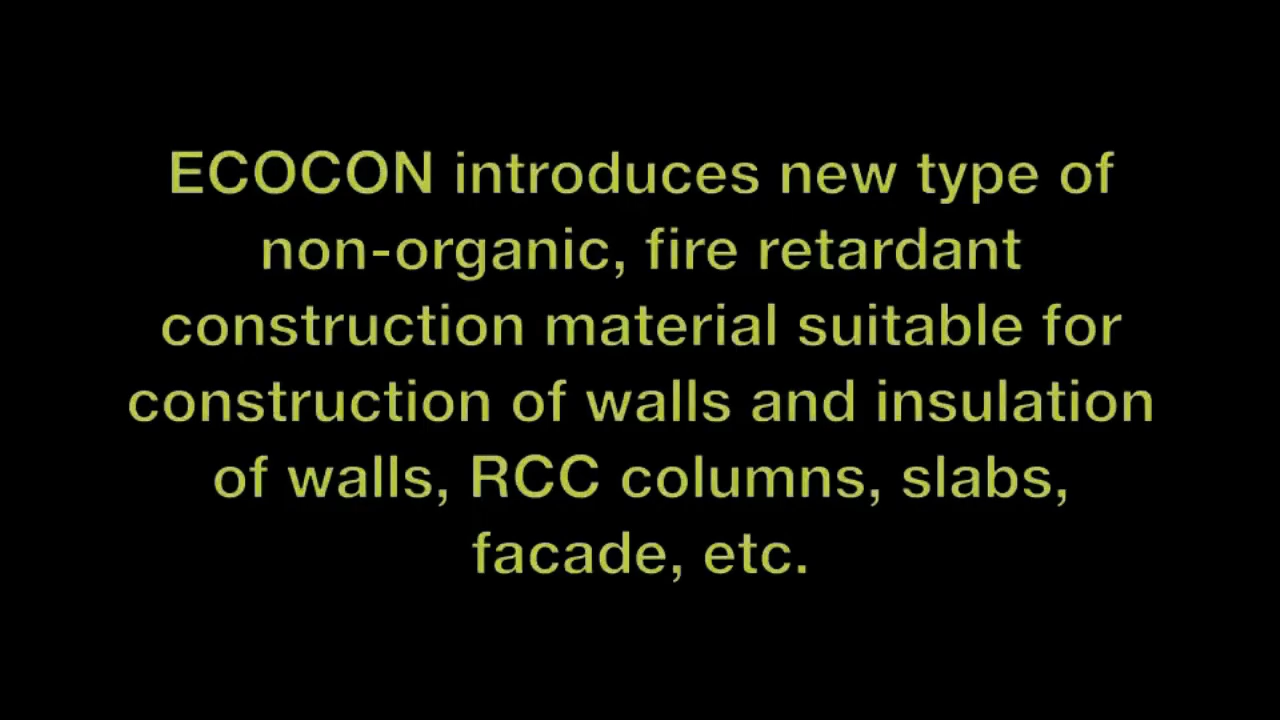 ECOCON introduces new type of
non-organic, fire retardant
construction material suitable for
construction of walls and insulation
of walls, RCC columns, slabs,
facade, etc.